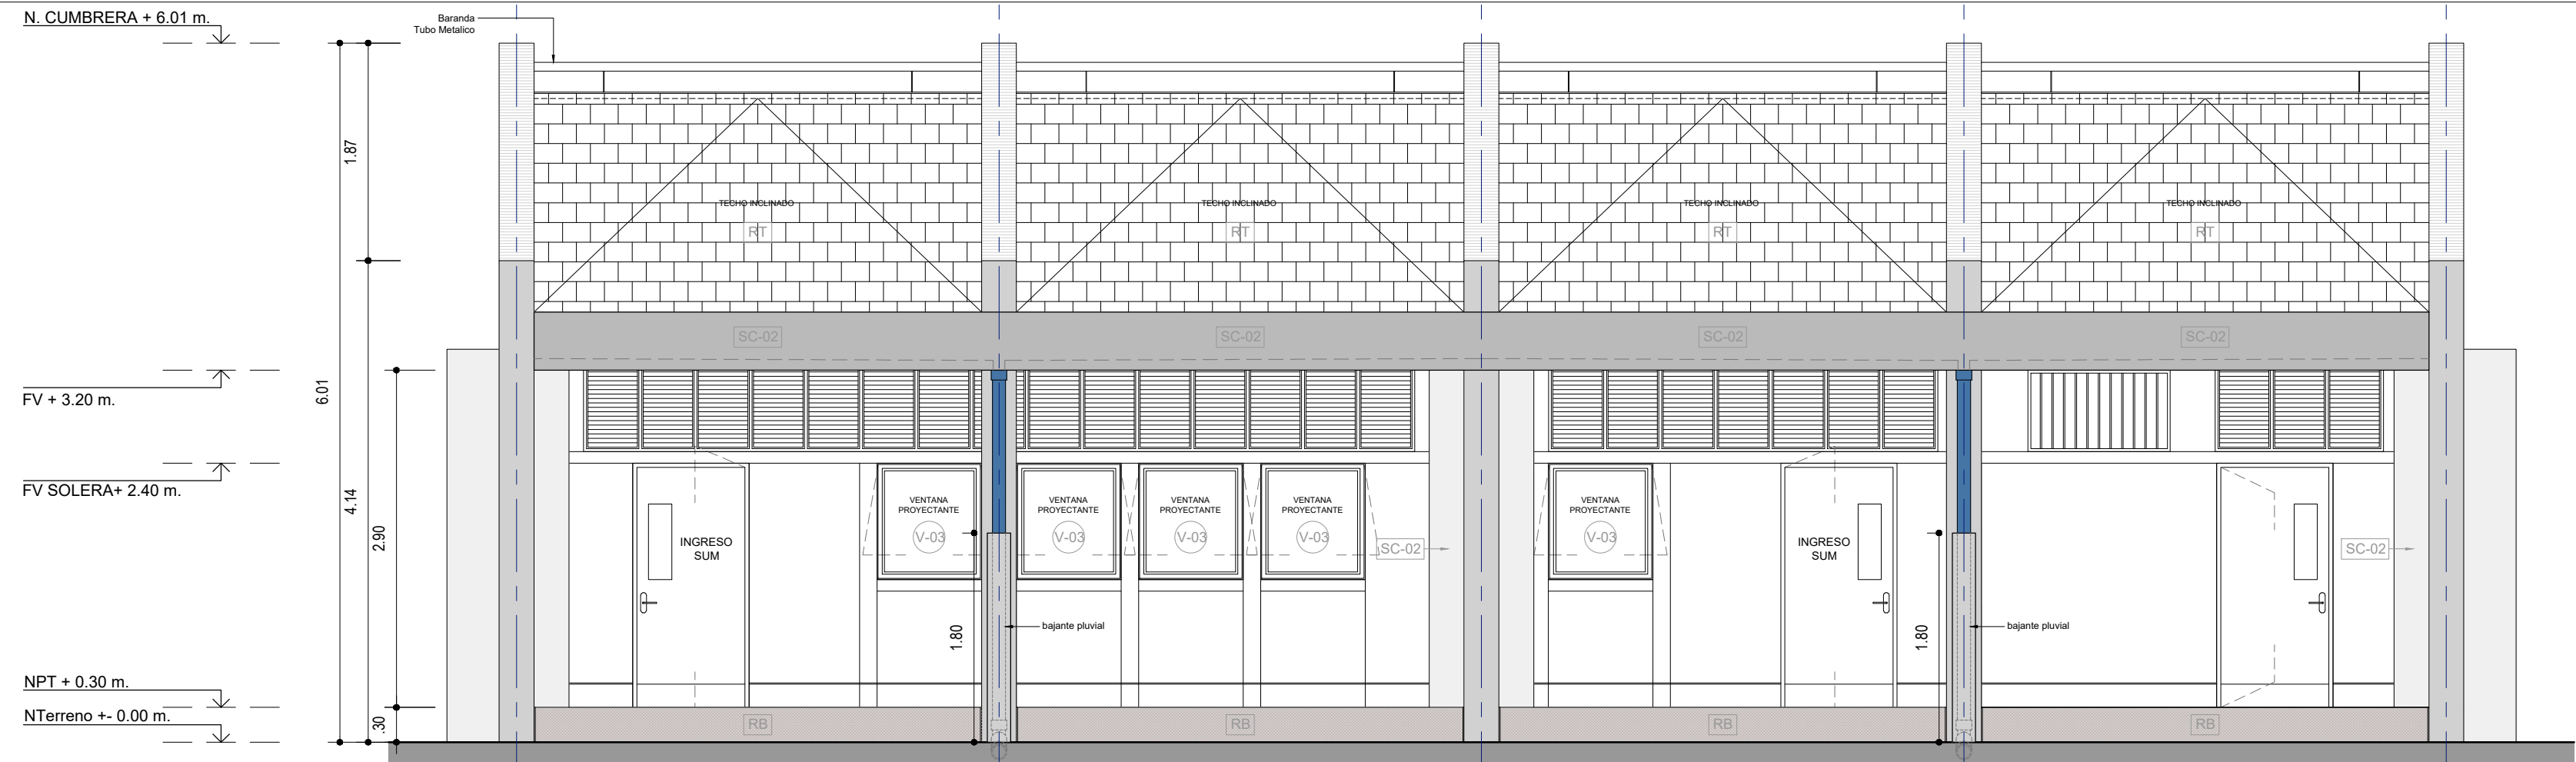 N. CUMBRERA + 6.01 m.
Baranda
Tubo Metalico
1.87
TECHO INCLINADO
RT
TECHO INCLINADO
RT
TECHO INCLINADO
RT
TECHO INCLINADO
RT
SC-02
SC-02
SC-02
SC-02
FV + 3.20 m.
6.01
FV SOLERA+ 2.40 m.
4.14
2.90
INGRESO
SUM
VENTANA
PROYECTANTE
V-03
VENTANA
PROYECTANTE
V-03
VENTANA
PROYECTANTE
V-03
VENTANA
PROYECTANTE
V-03
SC-02
VENTANA
PROYECTANTE
V-03
INGRESO
SUM
SC-02
1.80
bajante pluvial
1.80
bajante pluvial
NPT + 0.30 m.
NTerreno +- 0.00 m.
.30
RB
RB
RB
RB